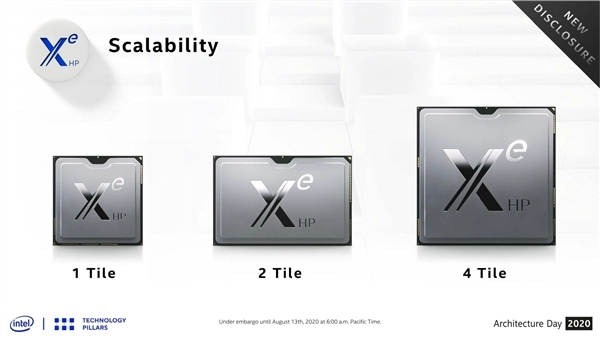 Xe HP
Scalability
NEW
DISCLOSURE
Xe HP
Xe HP
Xe HP
1 Tile
2 Tile
4 Tile
intel
TECHNOLOGY
PILLARS
Under embargo until August 13th, 2020 at 6:00 a.m. Pacific Time.
Architecture Day 2020